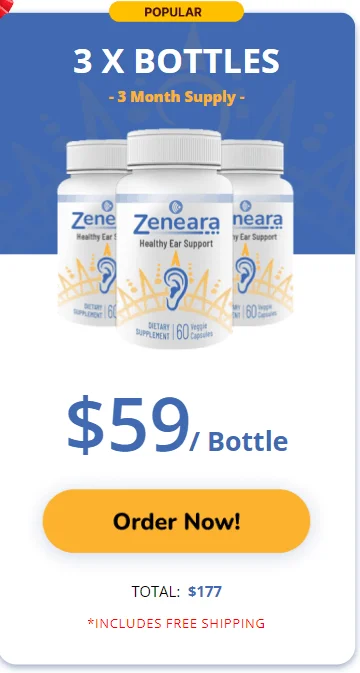 POPULAR
3 X BOTTLES
- 3 Month Supply -
Zeneara
Healthy Ear Support
DIETARY SUPPLEMENT | 60 Veggie Capsules
$59/ Bottle
Order Now!
TOTAL: $177
*INCLUDES FREE SHIPPING